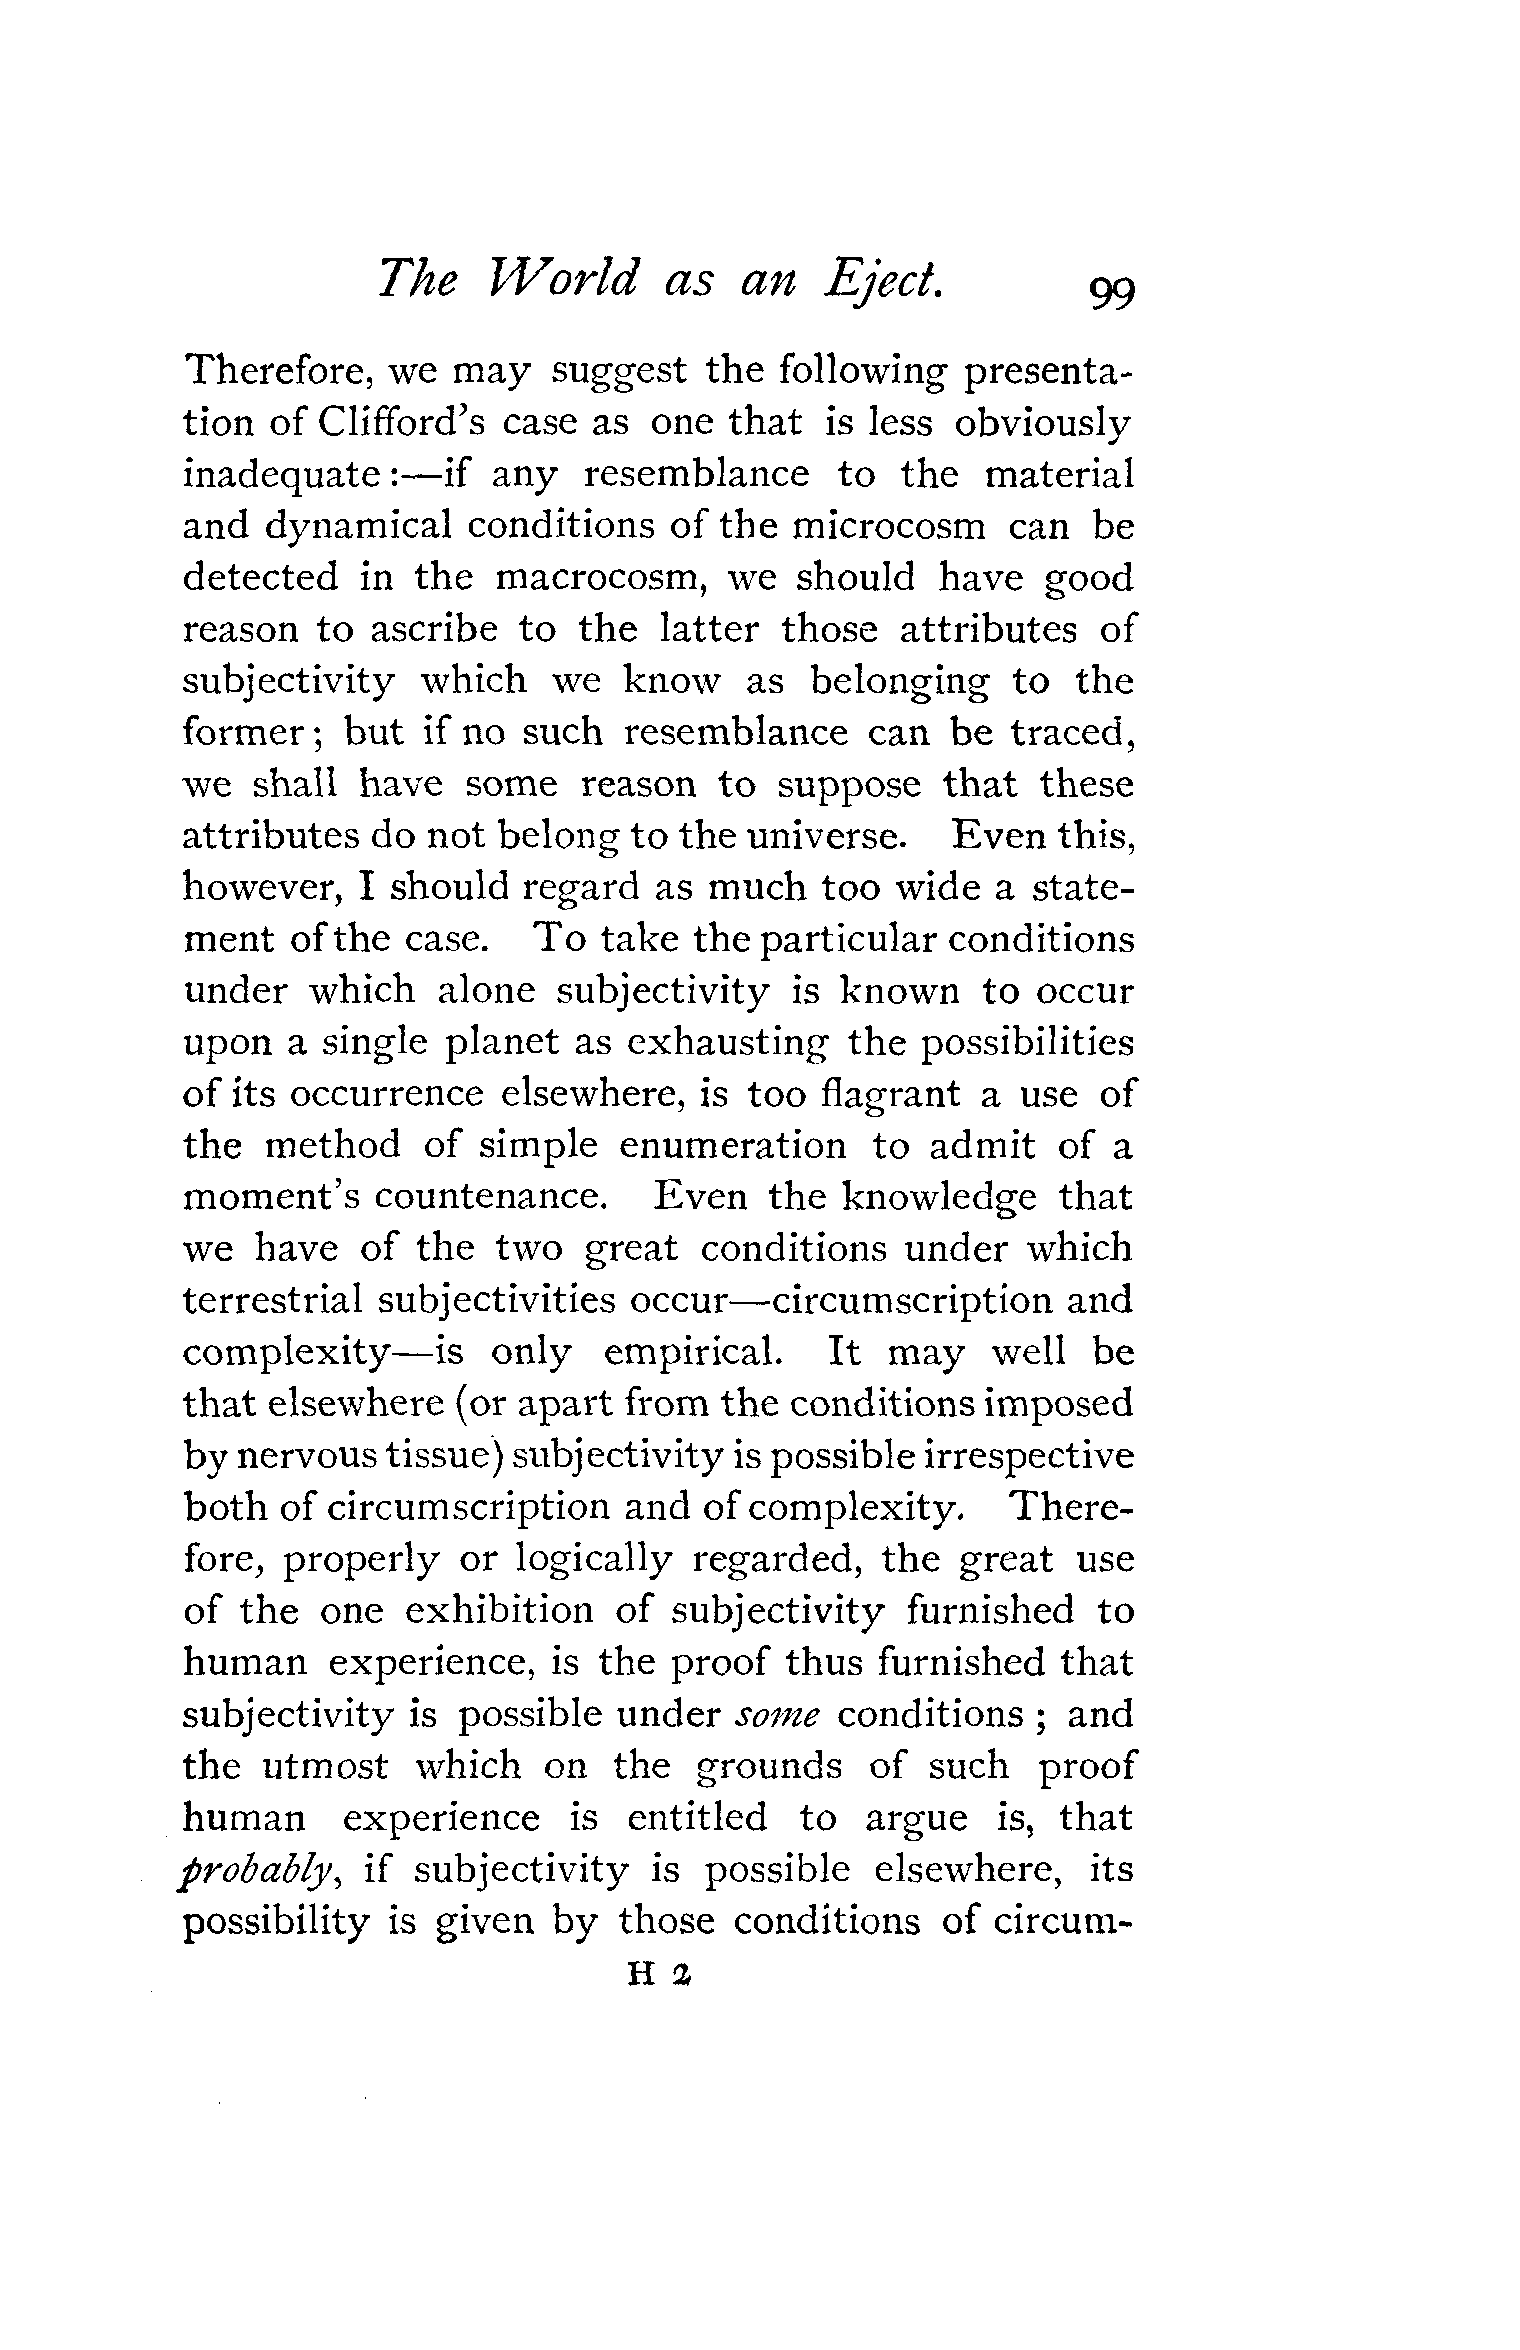 The World as an Eject. 99
Therefore, we may suggest the following presenta-
tion of Clifford's case as one that is less obviously
inadequate:—if any resemblance to the material
and dynamical conditions of the microcosm can be
detected in the macrocosm, we should have good
reason to ascribe to the latter those attributes of
subjectivity which we know as belonging to the
former; but if no such resemblance can be traced,
we shall have some reason to suppose that these
attributes do not belong to the universe. Even this,
however, I should regard as much too wide a state-
ment of the case. To take the particular conditions
under which alone subjectivity is known to occur
upon a single planet as exhausting the possibilities
of its occurrence elsewhere, is too flagrant a use of
the method of simple enumeration to admit of a
moment's countenance. Even the knowledge that
we have of the two great conditions under which
terrestrial subjectivities occur—circumscription and
complexity—is only empirical. It may well be
that elsewhere (or apart from the conditions imposed
by nervous tissue) subjectivity is possible irrespective
both of circumscription and of complexity. There-
fore, properly or logically regarded, the great use
of the one exhibition of subjectivity furnished to
human experience, is the proof thus furnished that
subjectivity is possible under some conditions; and
the utmost which on the grounds of such proof
human experience is entitled to argue is, that
probably, if subjectivity is possible elsewhere, its
possibility is given by those conditions of circum-
H 2